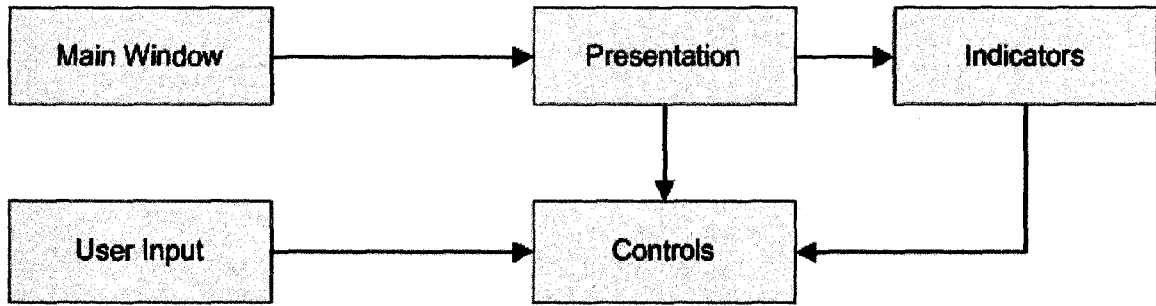 Main Window
Presentation
Indicators
User Input
Controls